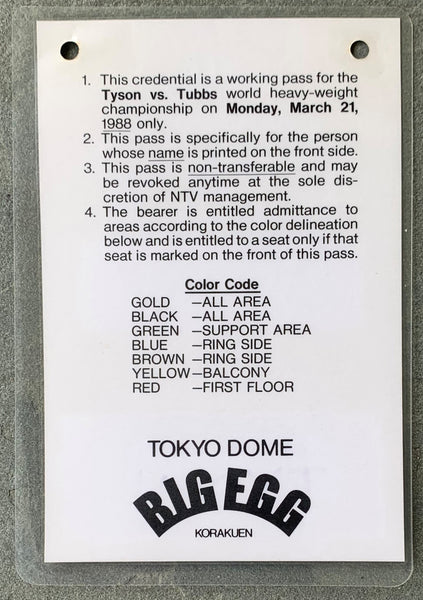 1. This credential is a working pass for the
Tyson vs. Tubbs world heavy-weight
championship on Monday, March 21,
1988 only.
2. This pass is specifically for the person
whose name is printed on the front side.
3. This pass is non-transferable and may
be revoked anytime at the sole dis-
cretion of NTV management.
4. The bearer is entitled admittance to
areas according to the color delineation
below and is entitled to a seat only if that
seat is marked on the front of this pass.
Color Code
GOLD –ALL AREA
BLACK –ALL AREA
GREEN –SUPPORT AREA
BLUE –RING SIDE
BROWN –RING SIDE
YELLOW–BALCONY
RED –FIRST FLOOR
TOKYO DOME
BIG EGG
KORAKUEN